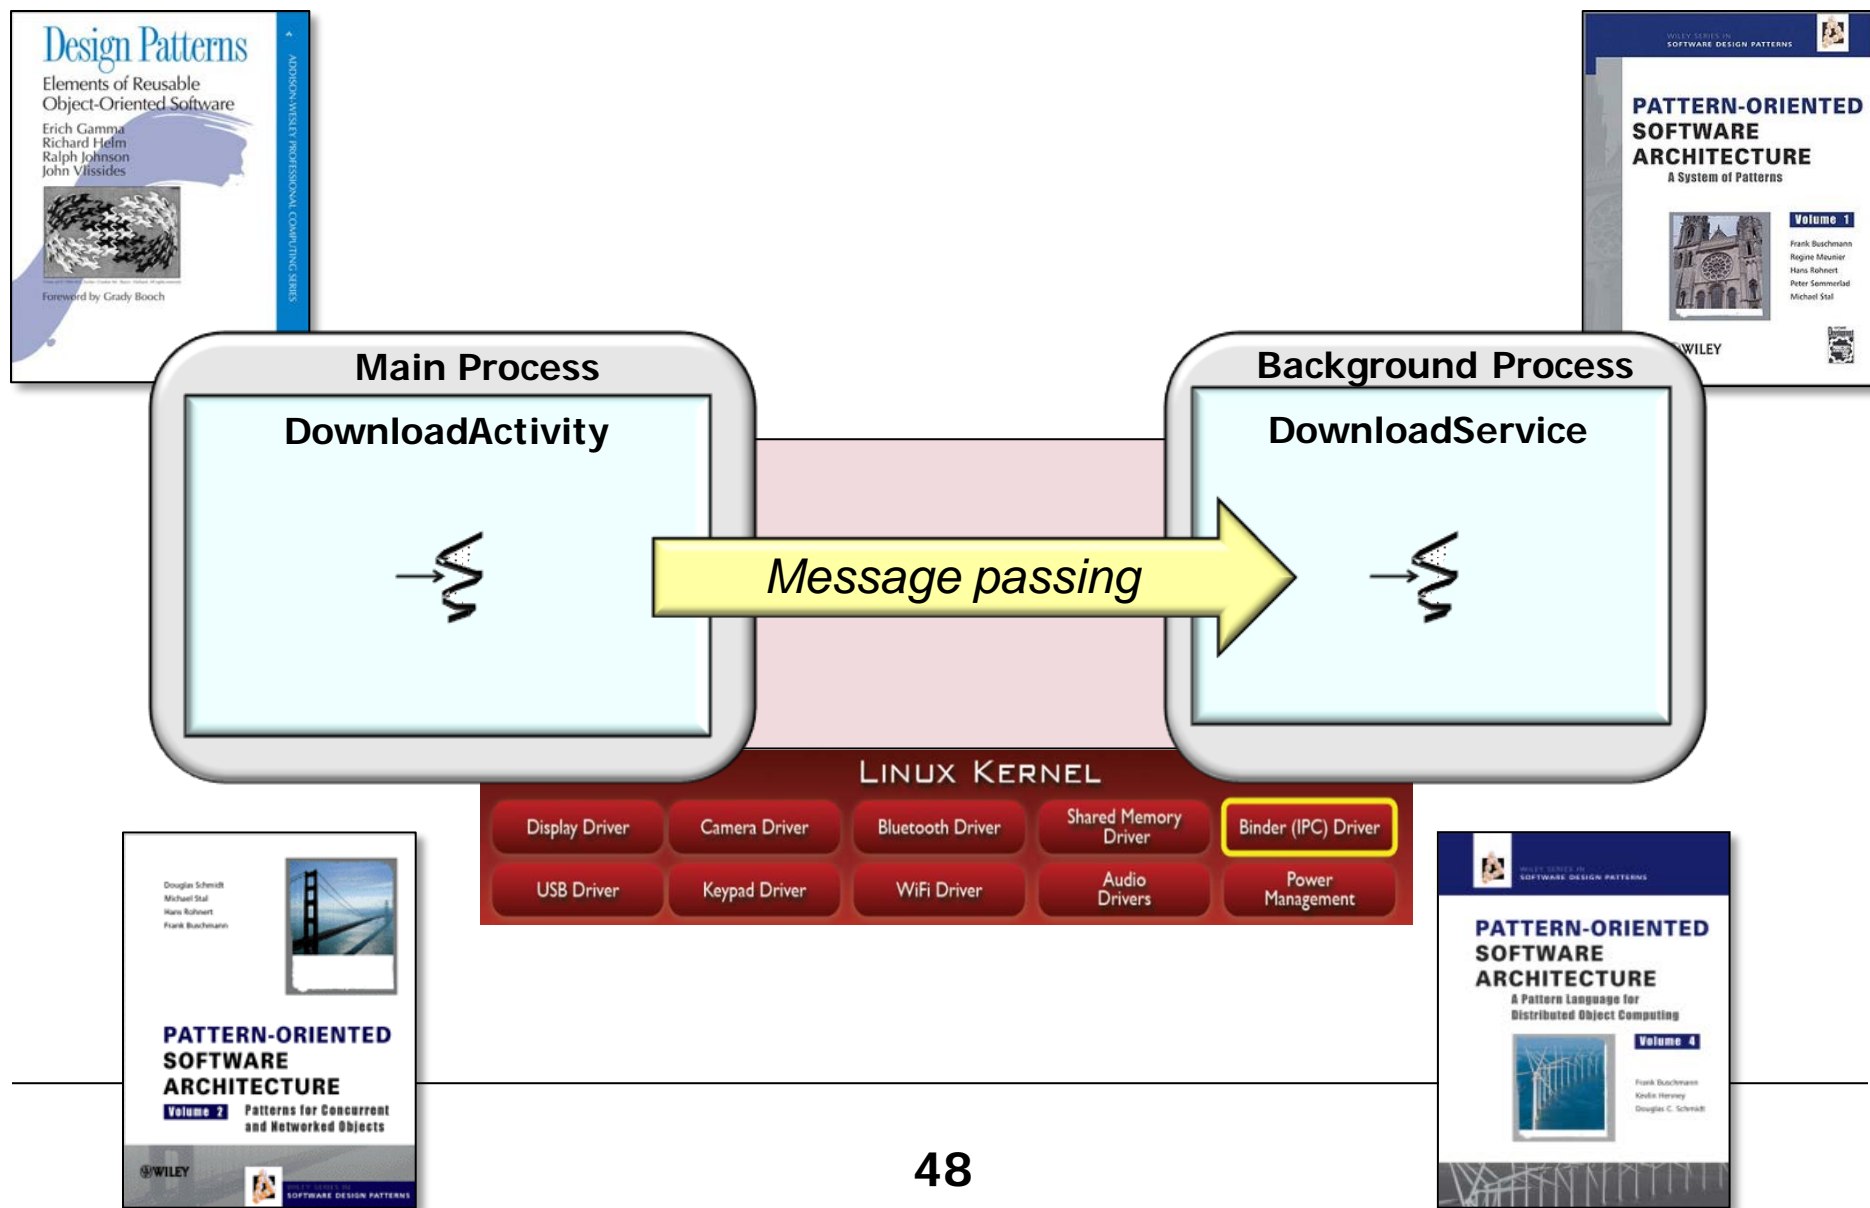 Design Patterns
Elements of Reusable
Object-Oriented Software
Erich Gamma
Richard Helm
Ralph Johnson
John Vlissides
Foreword by Grady Booch
ADDISON-WESLEY PROFESSIONAL COMPUTING SERIES
WILEY SERIES IN
SOFTWARE DESIGN PATTERNS
PATTERN-ORIENTED
SOFTWARE
ARCHITECTURE
A System of Patterns
Volume 1
Frank Buschmann
Regine Meunier
Hans Rohnert
Peter Sommerlad
Michael Stal
WILEY
Main Process
DownloadActivity
Background Process
DownloadService
Message passing
LINUX KERNEL
Display Driver
Camera Driver
Bluetooth Driver
Shared Memory
Driver
Binder (IPC) Driver
USB Driver
Keypad Driver
WiFi Driver
Audio
Drivers
Power
Management
Douglas Schmidt
Michael Stal
Hans Rohnert
Frank Buschmann
PATTERN-ORIENTED
SOFTWARE
ARCHITECTURE
Volume 2
Patterns for Concurrent
and Networked Objects
WILEY
WILEY SERIES IN
SOFTWARE DESIGN PATTERNS
WILEY SERIES IN
SOFTWARE DESIGN PATTERNS
PATTERN-ORIENTED
SOFTWARE
ARCHITECTURE
A Pattern Language for
Distributed Object Computing
Volume 4
Frank Buschmann
Kevlin Henney
Douglas C. Schmidt
48